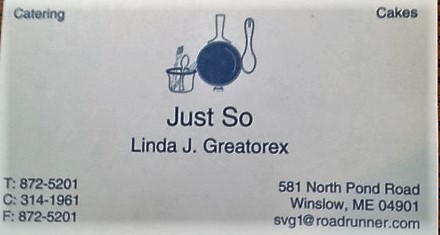 Catering
Cakes
Just So
Linda J. Greatorex
T: 872-5201
C: 314-1961
F: 872-5201
581 North Pond Road
Winslow, ME 04901
svg1@roadrunner.com